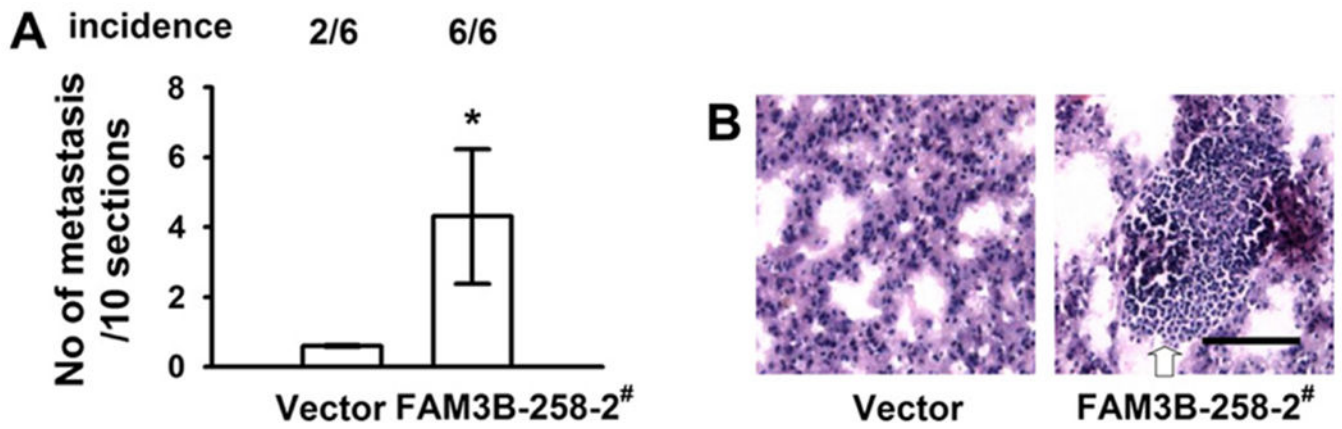 A
incidence 2/6 6/6
No of metastasis
/10 sections
8
6
4
2
0
*
Vector FAM3B-258-2#
B
Vector FAM3B-258-2#